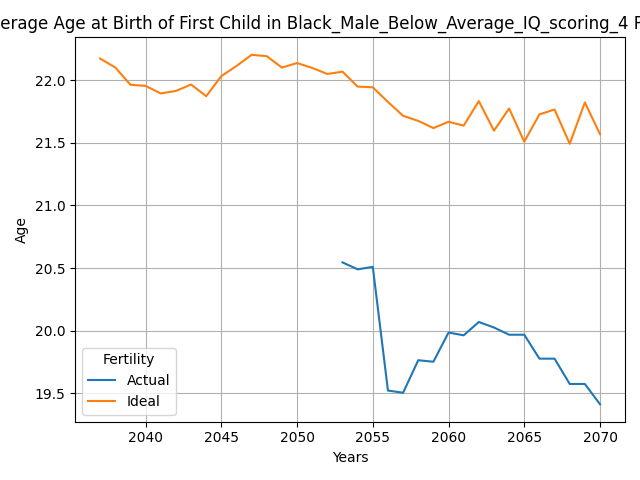 erage Age at Birth of First Child in Black_Male_Below_Average_IQ_scoring_4
22.0
21.5
21.0
20.5
20.0
19.5
Age
Fertility
Actual
Ideal
2040 2045 2050 2055 2060 2065 2070
Years